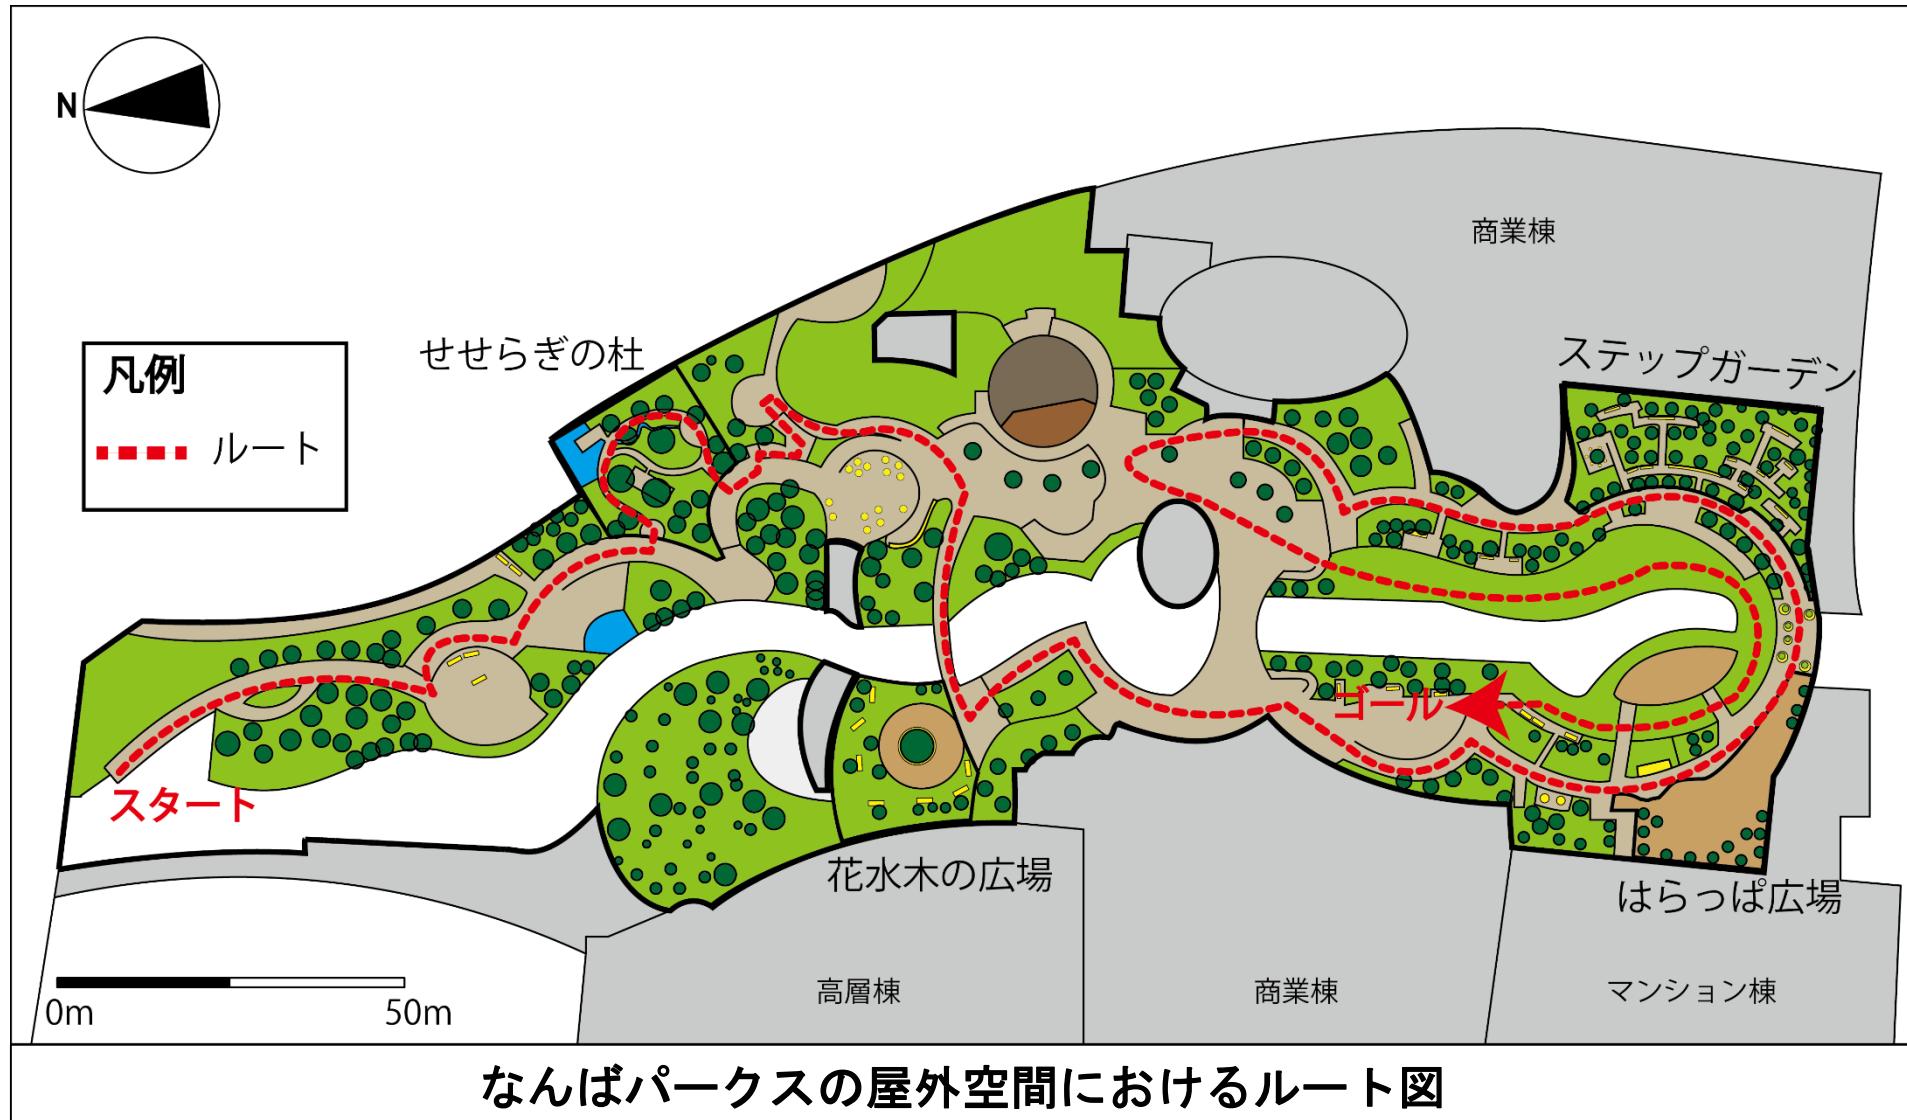 N
商業棟
せせらぎの杜
ステップガーデン
凡例
ルート
ゴール
スタート
花水木の広場
はらっぱ広場
高層棟
商業棟
マンション棟
0m
50m
なんばパークスの屋外空間におけるルート図